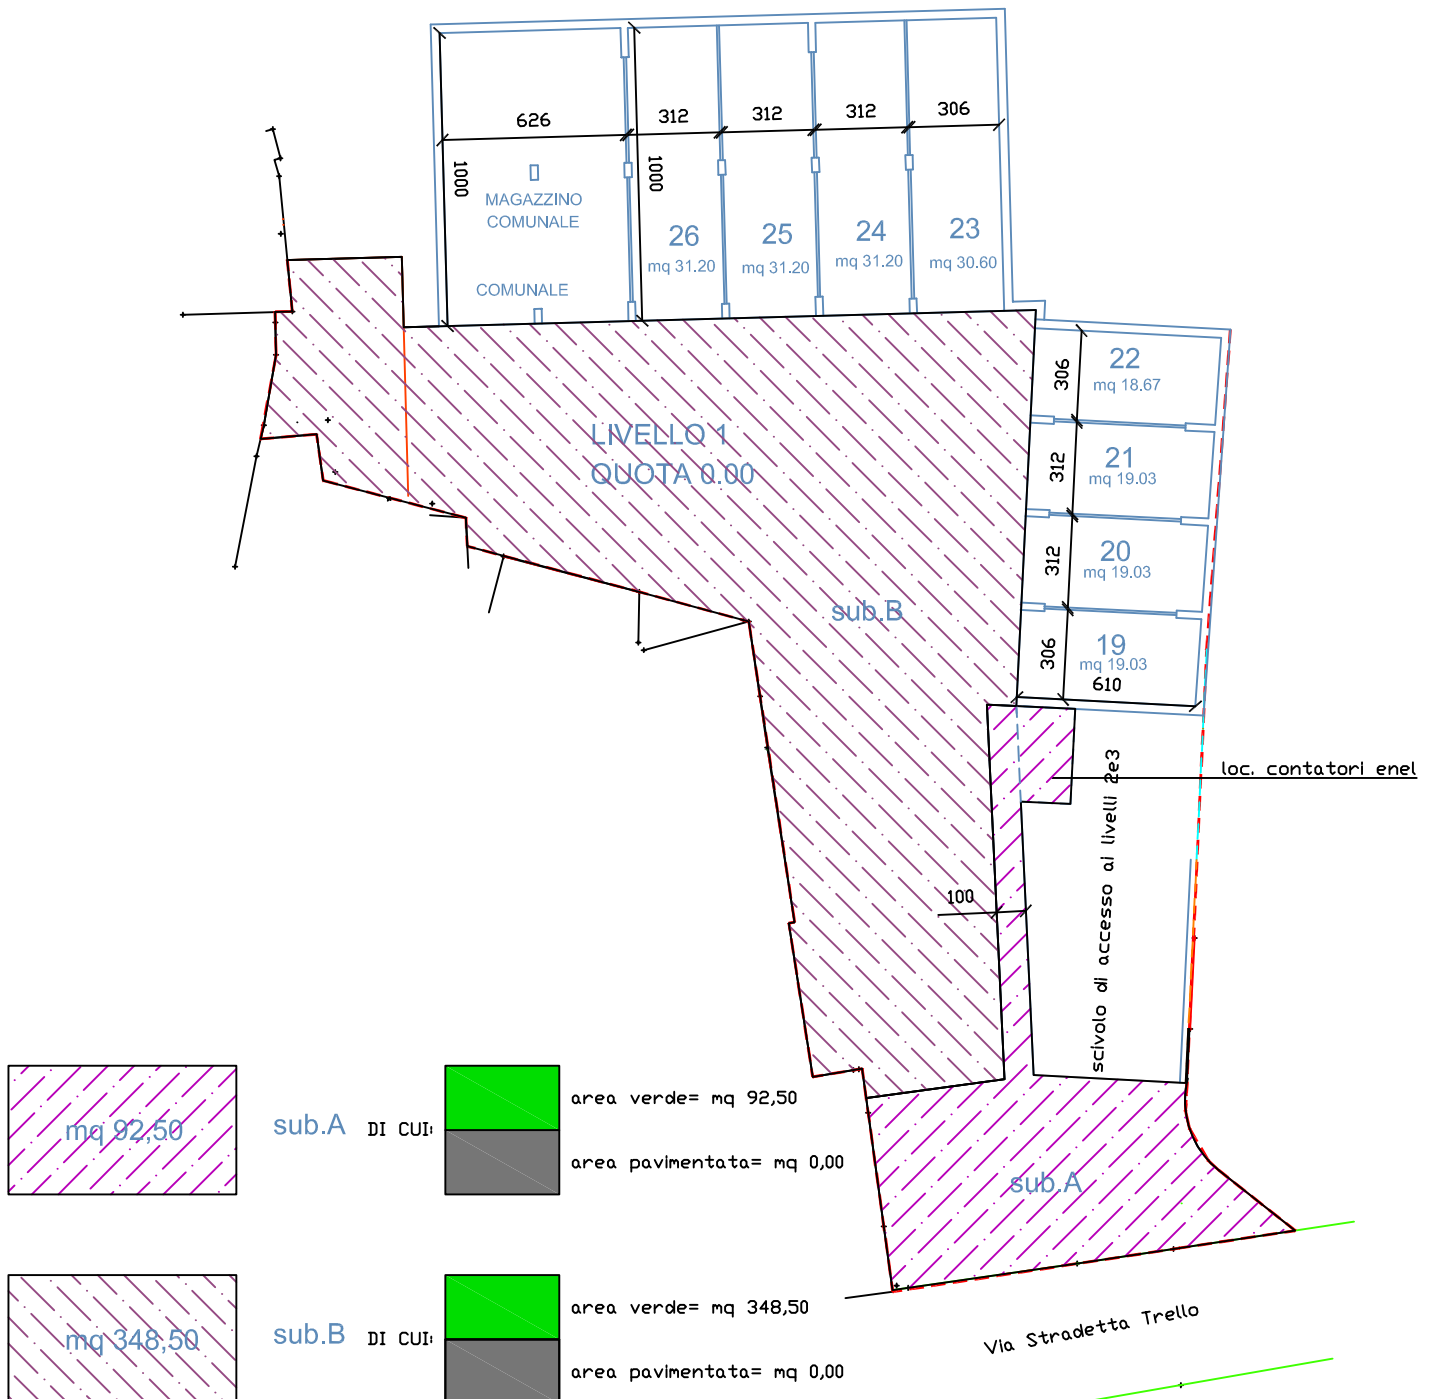 626
312
312
312
306
1000
1000
MAGAZZINO
COMUNALE
COMUNALE
26
mq 31.20
25
mq 31.20
24
mq 31.20
23
mq 30.60
LIVELLO 1
QUOTA 0.00
306
22
mq 18.67
312
21
mq 19.03
312
20
mq 19.03
306
19
mq 19.03
610
sub.B
loc. contatori enel
scivolo di accesso ai livelli 2e3
100
mq 92,50
sub.A
DI CUI:
area verde= mq 92,50
area pavimentata= mq 0,00
sub.A
mq 348,50
sub.B
DI CUI:
area verde= mq 348,50
area pavimentata= mq 0,00
Via Stradetta Trello